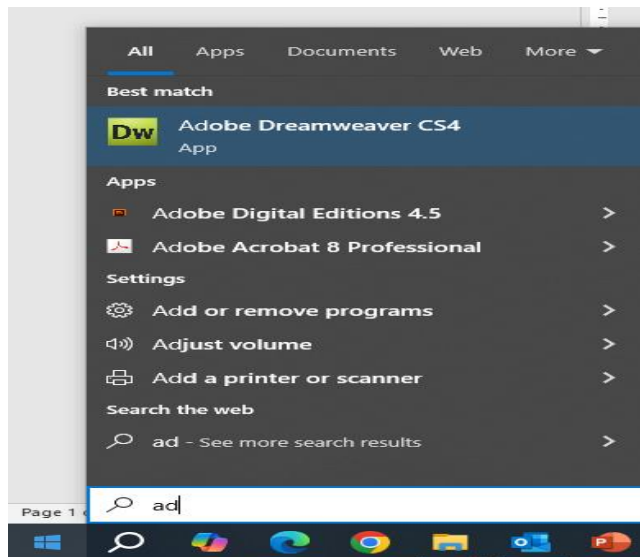 All Apps Documents Web More
Best match
Dw Adobe Dreamweaver CS4
App
Apps
Adobe Digital Editions 4.5
Adobe Acrobat 8 Professional
Settings
Add or remove programs
Adjust volume
Add a printer or scanner
Search the web
ad - See more search results
Page 1
ad